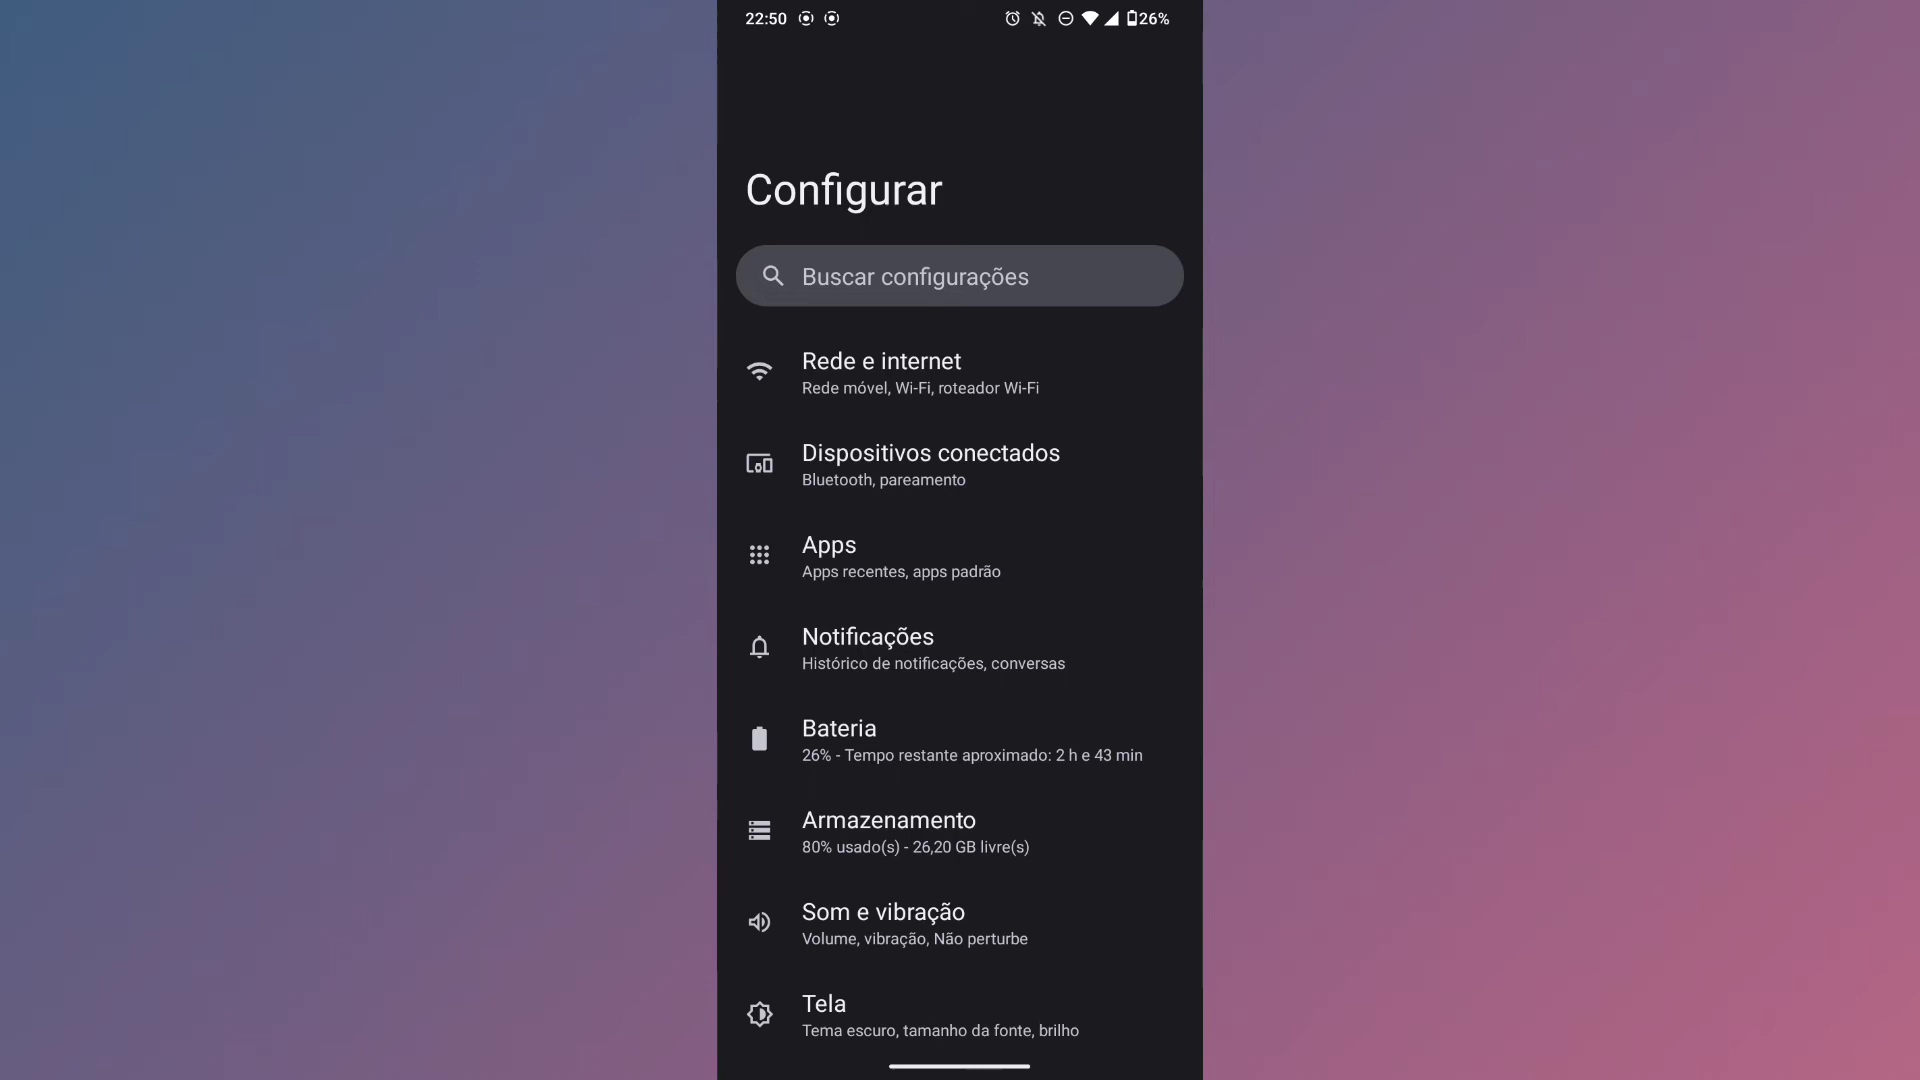 22:50 26%
Configurar
Buscar configurações
Rede e internet
Rede móvel, Wi-Fi, roteador Wi-Fi
Dispositivos conectados
Bluetooth, pareamento
Apps
Apps recentes, apps padrão
Notificações
Histórico de notificações, conversas
Bateria
26% - Tempo restante aproximado: 2 h e 43 min
Armazenamento
80% usado(s) - 26,20 GB livre(s)
Som e vibração
Volume, vibração, Não perturbe
Tela
Tema escuro, tamanho da fonte, brilho